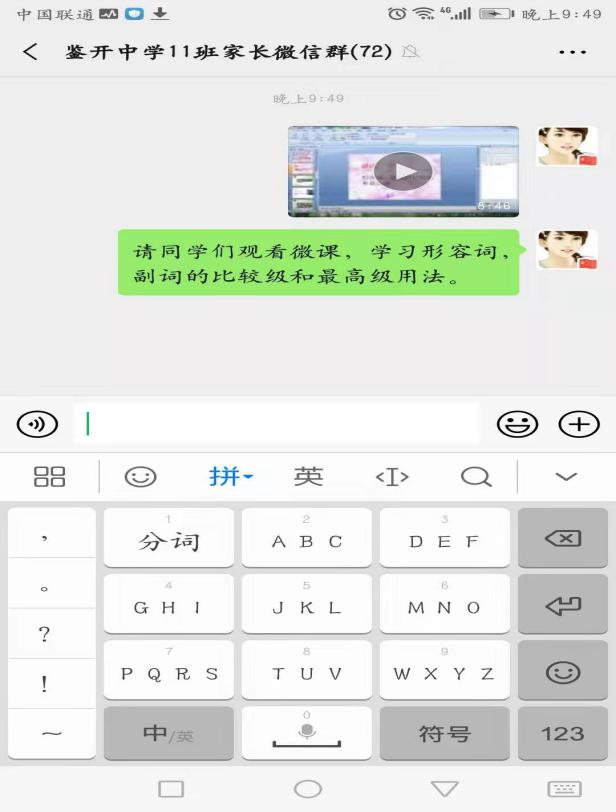 中国联通 4G 晚上9:49
鉴开中学11班家长微信群(72)
晚上9:49
8:46
请同学们观看微课，学习形容词，
副词的比较级和最高级用法。
拼 英
， 1 分词 2 ABC 3 DEF
。 4 GHI 5 JKL 6 MNO
？ 7 PQRS 8 TUV 9 WXYZ
！
～ 中/英 0 符号 123